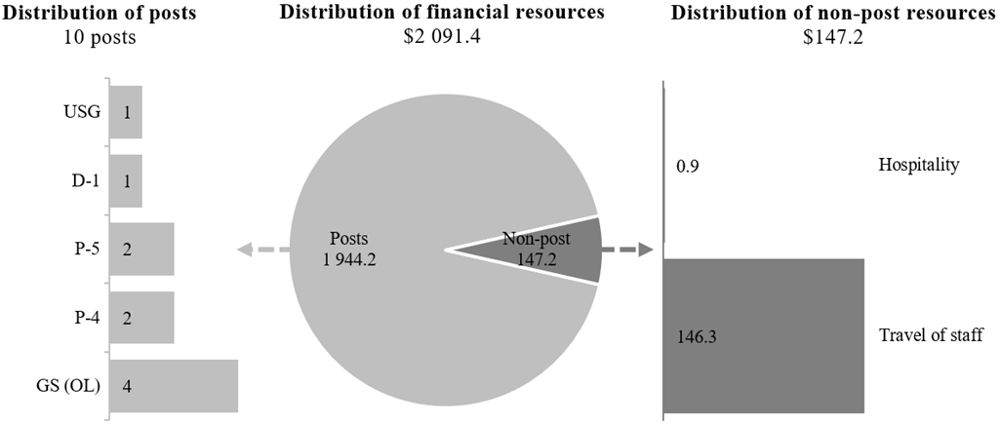 Distribution of posts
10 posts
USG
1
D-1
1
P-5
2
P-4
2
GS (OL)
4
Distribution of financial resources
$2 091.4
Posts
1 944.2
Non-post
147.2
Distribution of non-post resources
$147.2
0.9
Hospitality
146.3
Travel of staff